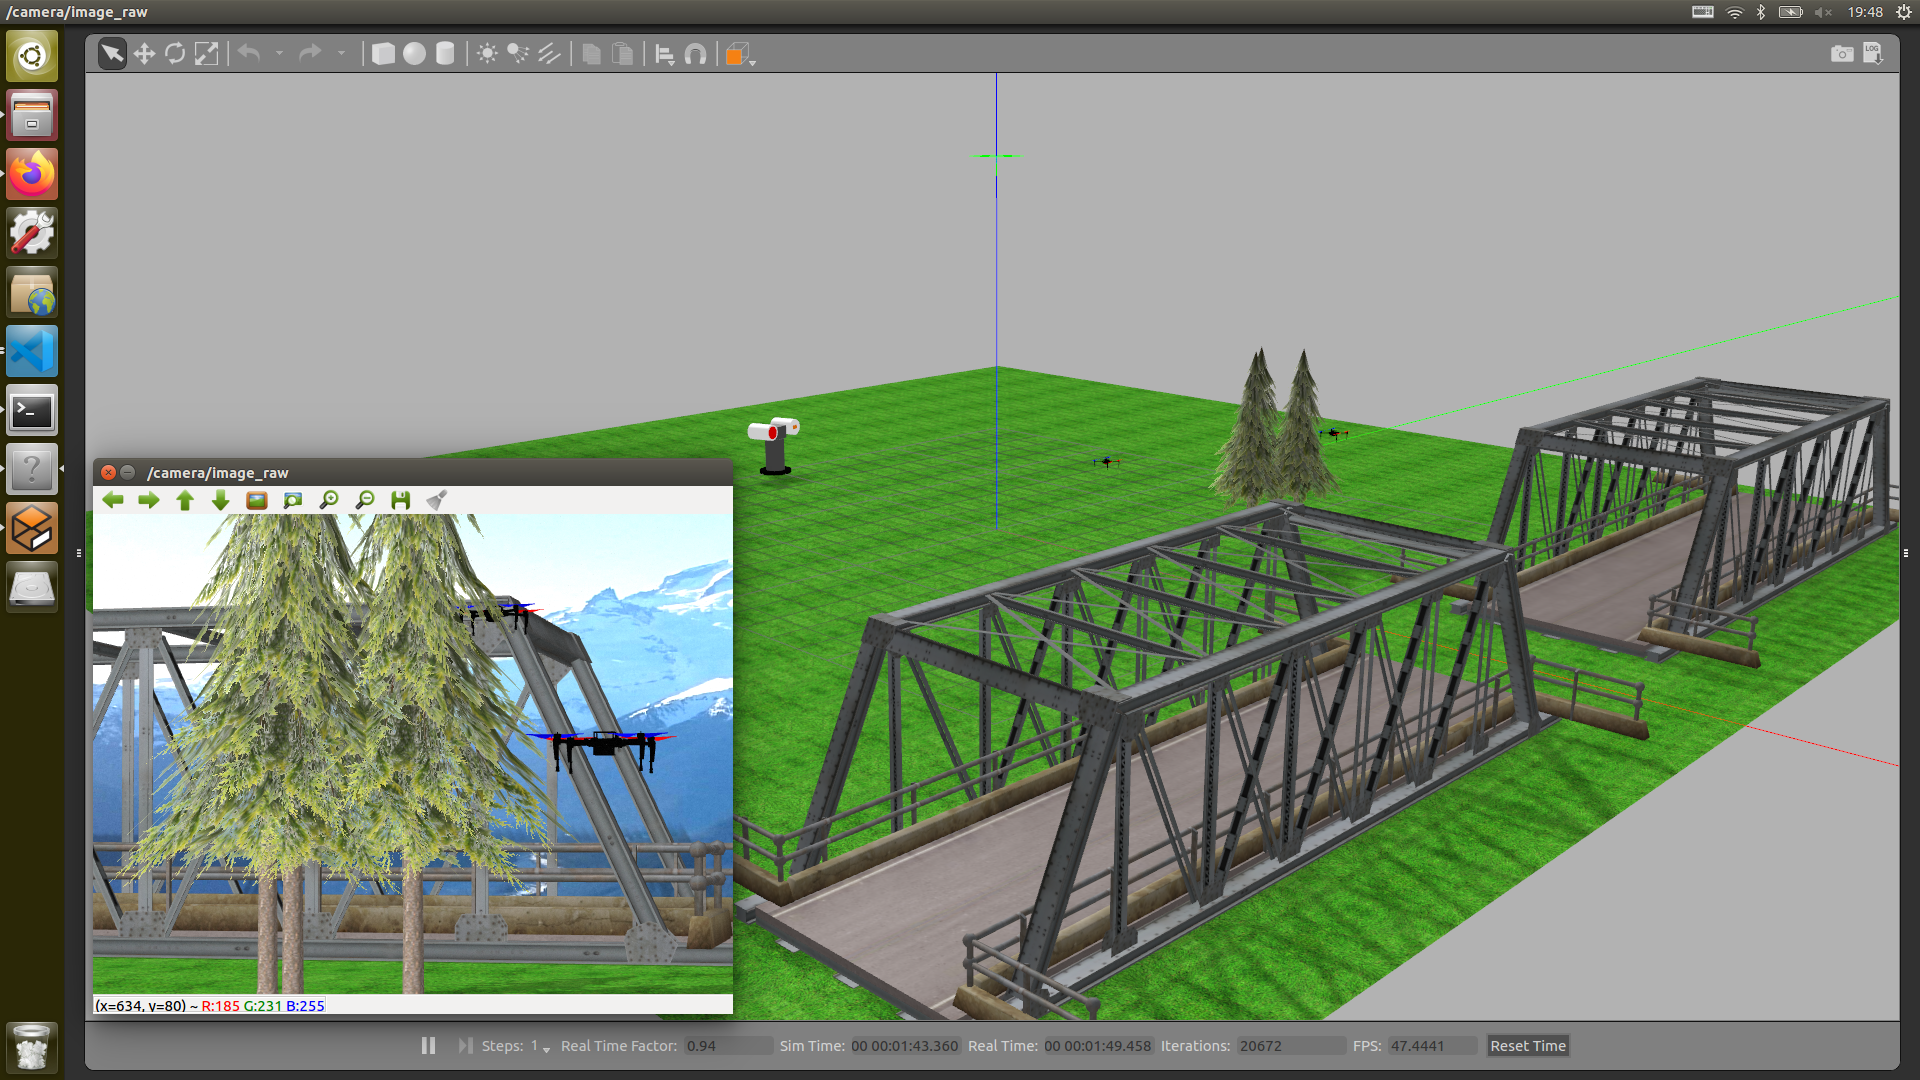 /camera/image_raw
19:48
LOG
/camera/image_raw
(x=634, y=80) ~ R:185 G:231 B:255
Steps: 1 Real Time Factor: 0.94 Sim Time: 00 00:01:43.360 Real Time: 00 00:01:49.458 Iterations: 20672 FPS: 47.4441 Reset Time